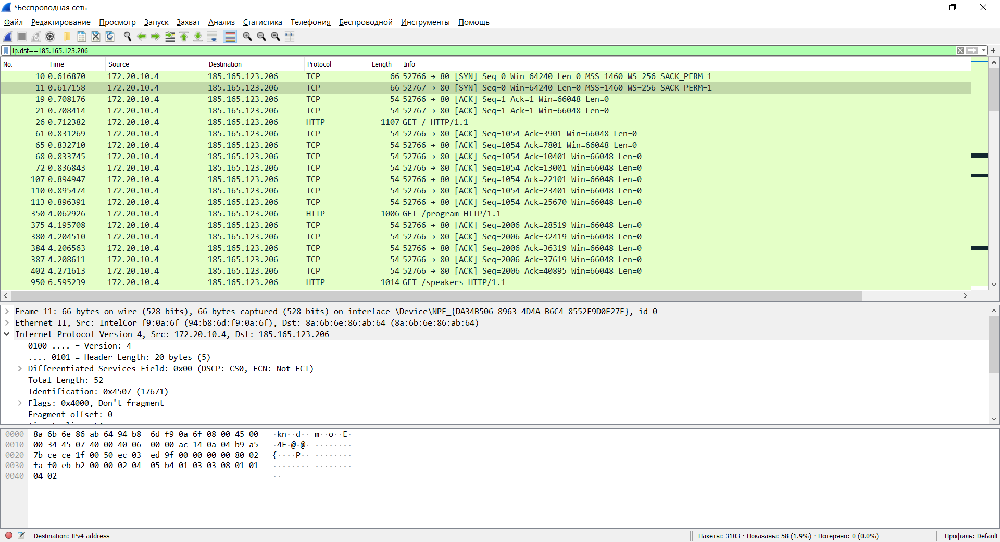 *Беспроводная сеть
Файл Редактирование Просмотр Запуск Захват Анализ Статистика Телефония Беспроводной Инструменты Помощь
ip.dst==185.165.123.206
No. Time Source Destination Protocol Length Info
10 0.616870 172.20.10.4 185.165.123.206 TCP 66 52766 → 80 [SYN] Seq=0 Win=64240 Len=0 MSS=1460 WS=256 SACK_PERM=1
11 0.617158 172.20.10.4 185.165.123.206 TCP 66 52767 → 80 [SYN] Seq=0 Win=64240 Len=0 MSS=1460 WS=256 SACK_PERM=1
19 0.708176 172.20.10.4 185.165.123.206 TCP 54 52766 → 80 [ACK] Seq=1 Ack=1 Win=66048 Len=0
21 0.708414 172.20.10.4 185.165.123.206 TCP 54 52767 → 80 [ACK] Seq=1 Ack=1 Win=66048 Len=0
26 0.712382 172.20.10.4 185.165.123.206 HTTP 1107 GET / HTTP/1.1
61 0.831269 172.20.10.4 185.165.123.206 TCP 54 52766 → 80 [ACK] Seq=1054 Ack=3901 Win=66048 Len=0
65 0.832710 172.20.10.4 185.165.123.206 TCP 54 52766 → 80 [ACK] Seq=1054 Ack=7801 Win=66048 Len=0
68 0.833745 172.20.10.4 185.165.123.206 TCP 54 52766 → 80 [ACK] Seq=1054 Ack=10401 Win=66048 Len=0
72 0.836843 172.20.10.4 185.165.123.206 TCP 54 52766 → 80 [ACK] Seq=1054 Ack=13001 Win=66048 Len=0
107 0.894947 172.20.10.4 185.165.123.206 TCP 54 52766 → 80 [ACK] Seq=1054 Ack=22101 Win=66048 Len=0
110 0.895474 172.20.10.4 185.165.123.206 TCP 54 52766 → 80 [ACK] Seq=1054 Ack=23401 Win=66048 Len=0
113 0.896391 172.20.10.4 185.165.123.206 TCP 54 52766 → 80 [ACK] Seq=1054 Ack=25670 Win=66048 Len=0
350 4.062926 172.20.10.4 185.165.123.206 HTTP 1006 GET /program HTTP/1.1
375 4.195708 172.20.10.4 185.165.123.206 TCP 54 52766 → 80 [ACK] Seq=2006 Ack=28519 Win=66048 Len=0
380 4.204510 172.20.10.4 185.165.123.206 TCP 54 52766 → 80 [ACK] Seq=2006 Ack=32419 Win=66048 Len=0
384 4.206563 172.20.10.4 185.165.123.206 TCP 54 52766 → 80 [ACK] Seq=2006 Ack=36319 Win=66048 Len=0
387 4.208611 172.20.10.4 185.165.123.206 TCP 54 52766 → 80 [ACK] Seq=2006 Ack=37619 Win=66048 Len=0
402 4.271613 172.20.10.4 185.165.123.206 TCP 54 52766 → 80 [ACK] Seq=2006 Ack=40895 Win=66048 Len=0
950 6.595239 172.20.10.4 185.165.123.206 HTTP 1014 GET /speakers HTTP/1.1
Frame 11: 66 bytes on wire (528 bits), 66 bytes captured (528 bits) on interface \Device\NPF_{DA34B506-8963-4D4A-B6C4-8552E9D0E27F}, id 0
Ethernet II, Src: IntelCor_f9:0a:6f (94:b8:6d:f9:0a:6f), Dst: 8a:6b:6e:86:ab:64 (8a:6b:6e:86:ab:64)
Internet Protocol Version 4, Src: 172.20.10.4, Dst: 185.165.123.206
0100 .... = Version: 4
.... 0101 = Header Length: 20 bytes (5)
Differentiated Services Field: 0x00 (DSCP: CS0, ECN: Not-ECT)
Total Length: 52
Identification: 0x4507 (17671)
Flags: 0x4000, Don't fragment
Fragment offset: 0
0000 8a 6b 6e 86 ab 64 94 b8 6d f9 0a 6f 08 00 45 00 ·kn··d·· m··o··E·
0010 00 34 45 07 40 00 40 06 00 00 ac 14 0a 04 b9 a5 ·4E·@·@· ········
0020 7b ce ce 1f 00 50 ec 03 ed 9f 00 00 00 00 80 02 {····P·· ········
0030 fa f0 eb b2 00 00 02 04 05 b4 01 03 03 08 01 01 ········ ········
0040 04 02 ··
Destination: IPv4 address
Пакеты: 3103 · Показаны: 58 (1.9%) · Потеряно: 0 (0.0%)
Профиль: Default